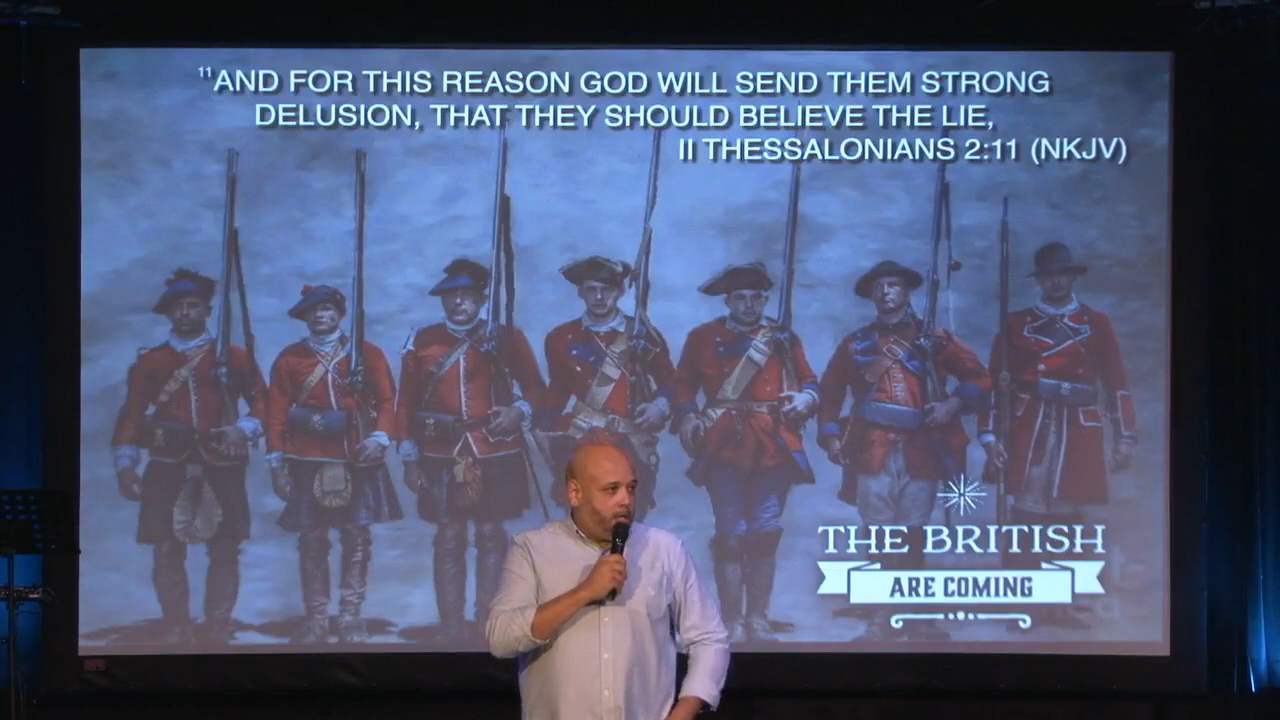 ¹¹AND FOR THIS REASON GOD WILL SEND THEM STRONG
DELUSION, THAT THEY SHOULD BELIEVE THE LIE,
II THESSALONIANS 2:11 (NKJV)
THE BRITISH
ARE COMING